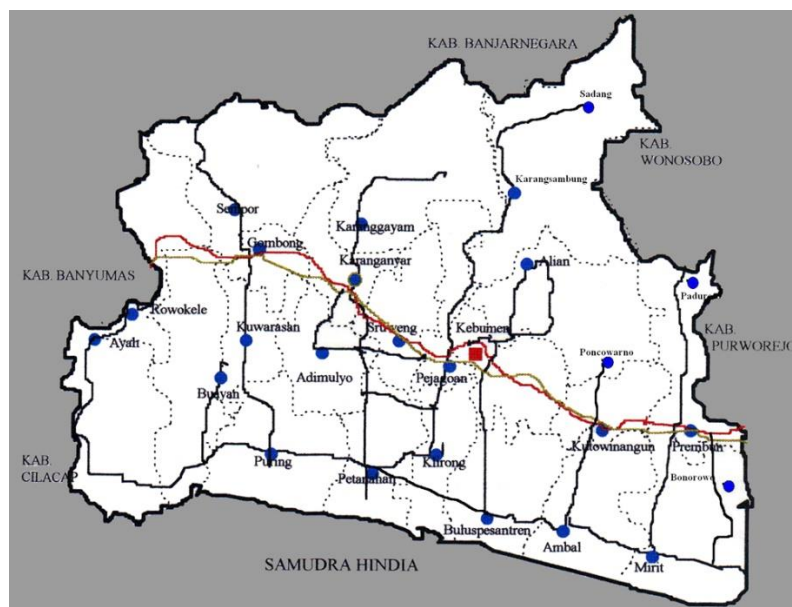 KAB. BANJARNEGARA
Sadang
KAB.
WONOSOBO
Karangsambung
Sempor
Karanggayam
Gombong
Alian
KAB. BANYUMAS
Karanganyar
Padureso
Rowokele
KAB.
PURWOREJO
Ayah
Kuwarasan
Sruweng
Kebumen
Poncowarno
Adimulyo
Pejagoan
Buayan
Kutowinangun
Prembun
KAB.
CILACAP
Puring
Klirong
Petanahan
Bonorowo
Buluspesantren
Ambal
Mirit
SAMUDRA HINDIA